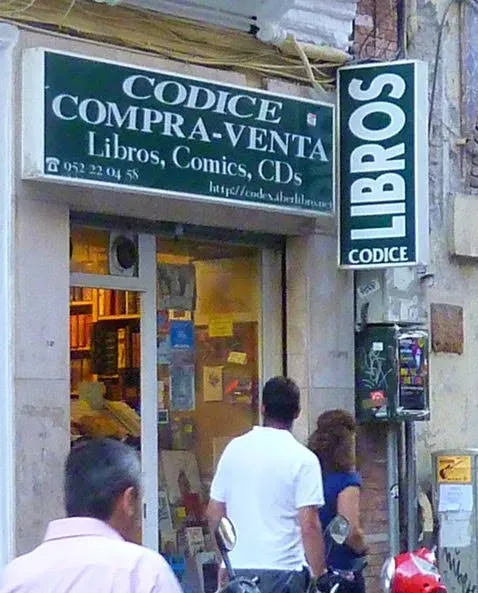 CODICE
COMPRA-VENTA
Libros, Comics, CDs
952 22 04 58
http://codex.iberlibro.net
LIBROS
CODICE